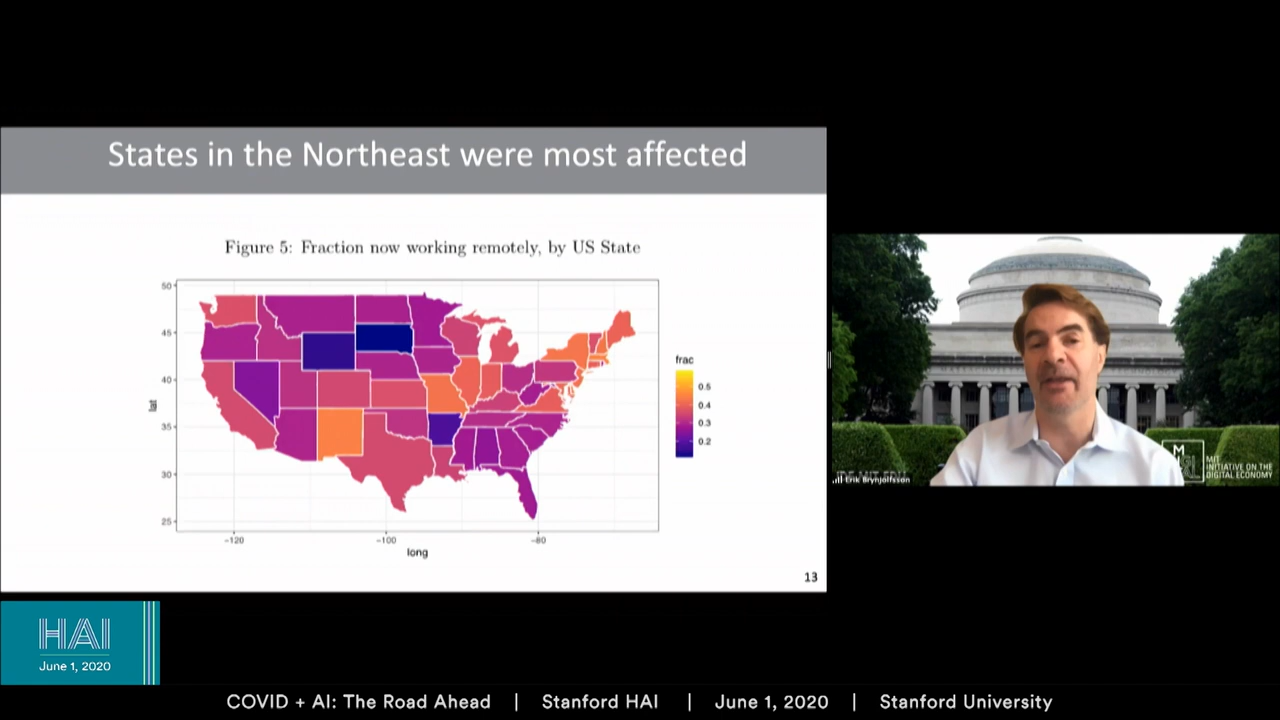 States in the Northeast were most affected
Figure 5: Fraction now working remotely, by US State
50
45
40
35
30
25
lat
-120
-100
-80
long
frac
0.5
0.4
0.3
0.2
13
Erik Brynjolfsson
MIT
INITIATIVE ON THE
DIGITAL ECONOMY
HAI
June 1, 2020
COVID + AI: The Road Ahead | Stanford HAI | June 1, 2020 | Stanford University